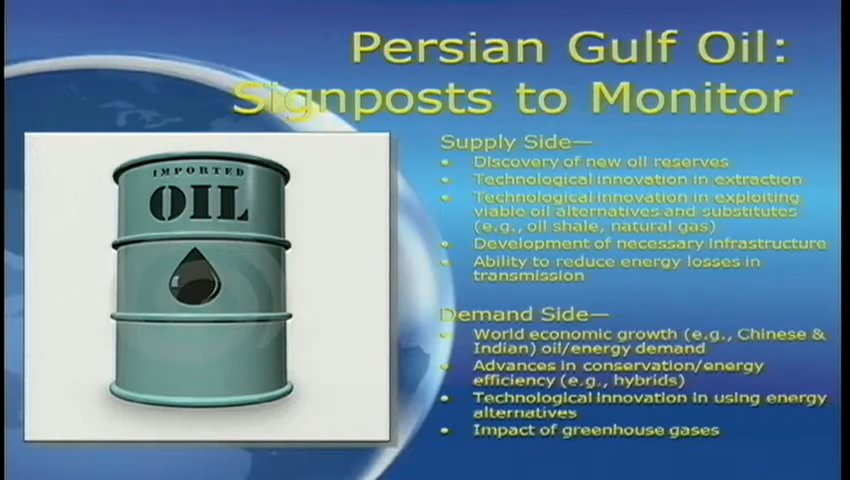 Persian Gulf Oil:
Signposts to Monitor
IMPORTED
OIL
Supply Side—
• Discovery of new oil reserves
• Technological innovation in extraction
• Technological innovation in exploiting
viable oil alternatives and substitutes
(e.g., oil shale, natural gas)
• Development of necessary infrastructure
• Ability to reduce energy losses in
transmission
Demand Side—
• World economic growth (e.g., Chinese &
Indian) oil/energy demand
• Advances in conservation/energy
efficiency (e.g., hybrids)
• Technological innovation in using energy
alternatives
• Impact of greenhouse gases